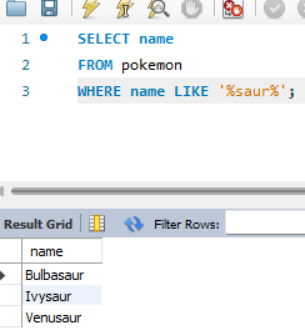 1 SELECT name
2 FROM pokemon
3 WHERE name LIKE '%saur%';
Result Grid Filter Rows:
name
Bulbasaur
Ivysaur
Venusaur